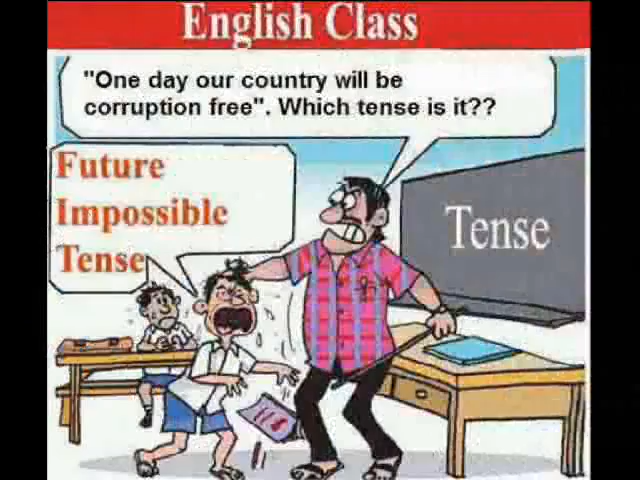 English Class
"One day our country will be
corruption free". Which tense is it??
Future
Impossible
Tense
Tense